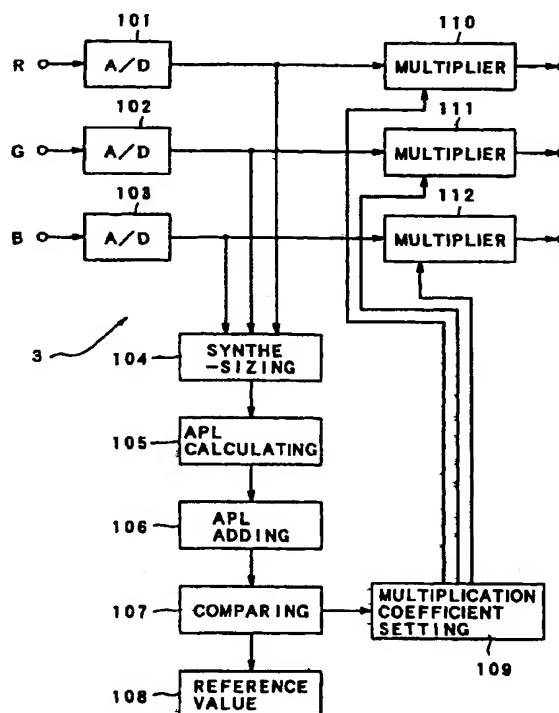 101
110
R
A/D
MULTIPLIER
102
111
G
A/D
MULTIPLIER
103
112
B
A/D
MULTIPLIER
3
104
SYNTHE
-SIZING
105
APL
CALCULATING
106
APL
ADDING
107
COMPARING
MULTIPLICATION
COEFFICIENT
SETTING
109
108
REFERENCE
VALUE